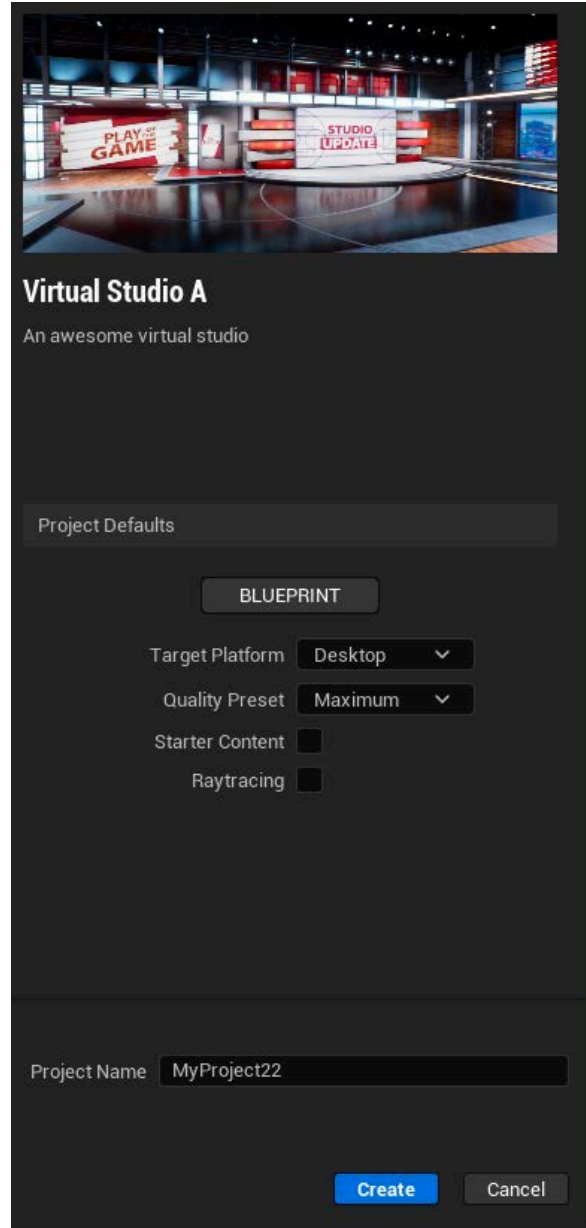 PLAY OF THE
GAME
STUDIO
UPDATE
Virtual Studio A
An awesome virtual studio
Project Defaults
BLUEPRINT
Target Platform Desktop
Quality Preset Maximum
Starter Content
Raytracing
Project Name MyProject22
Create Cancel